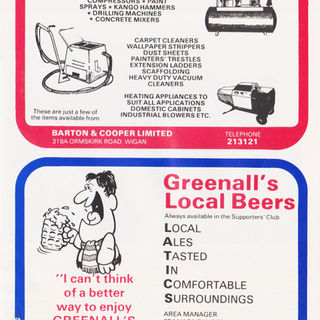 COMPRESSORS • PAINT
SPRAYS • KANGO HAMMERS
• DRILLING MACHINES
• CONCRETE MIXERS
CARPET CLEANERS
WALLPAPER STRIPPERS
DUST SHEETS
PAINTERS' TRESTLES
EXTENSION LADDERS
SCAFFOLDING
HEAVY DUTY VACUUM
CLEANERS
HEATING APPLIANCES TO
SUIT ALL APPLICATIONS
DOMESTIC CABINETS
INDUSTRIAL BLOWERS ETC.
These are just a few of
the items available from
BARTON & COOPER LIMITED
318A ORMSKIRK ROAD, WIGAN
TELEPHONE
213121
Greenall's
Local Beers
Always available in the Supporters' Club
LOCAL
ALES
TASTED
IN
COMFORTABLE
SURROUNDINGS
AREA MANAGER
"I can't think
of a better
way to enjoy
GREENALL'S